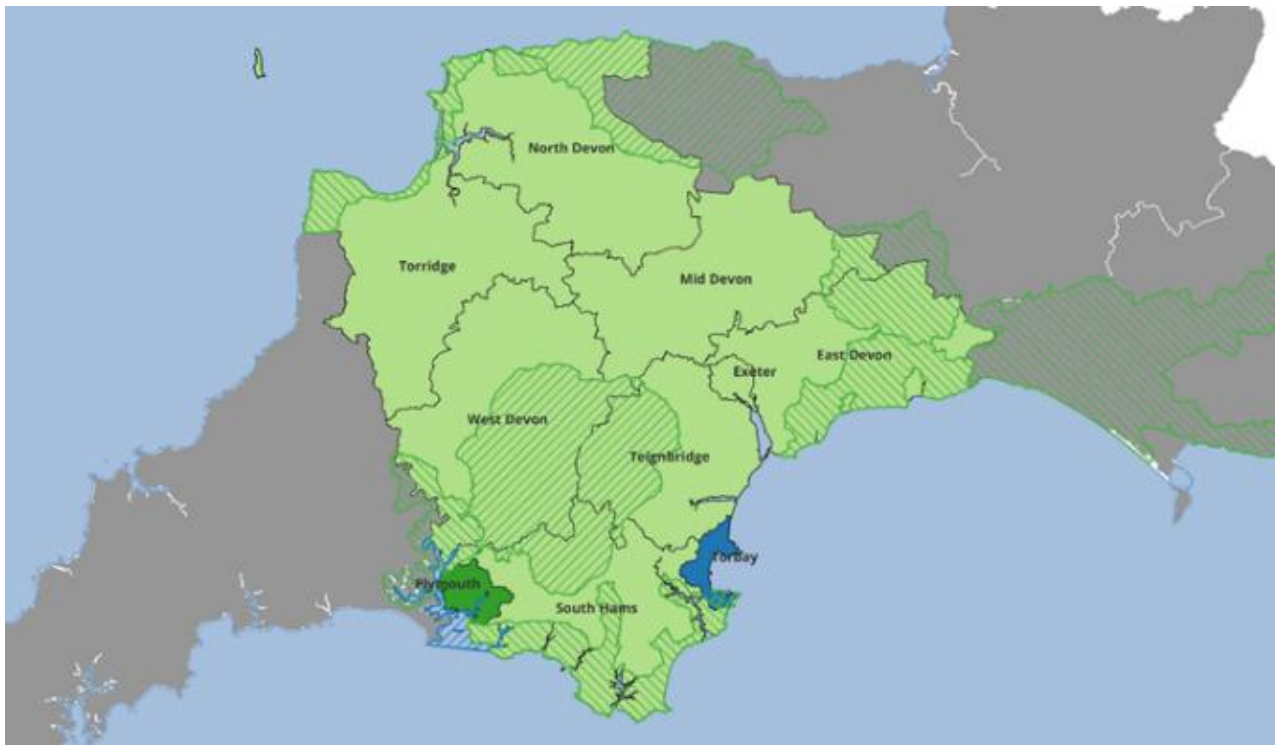 North Devon
Torridge
Mid Devon
East Devon
Exeter
West Devon
Teignbridge
Torbay
Plymouth
South Hams